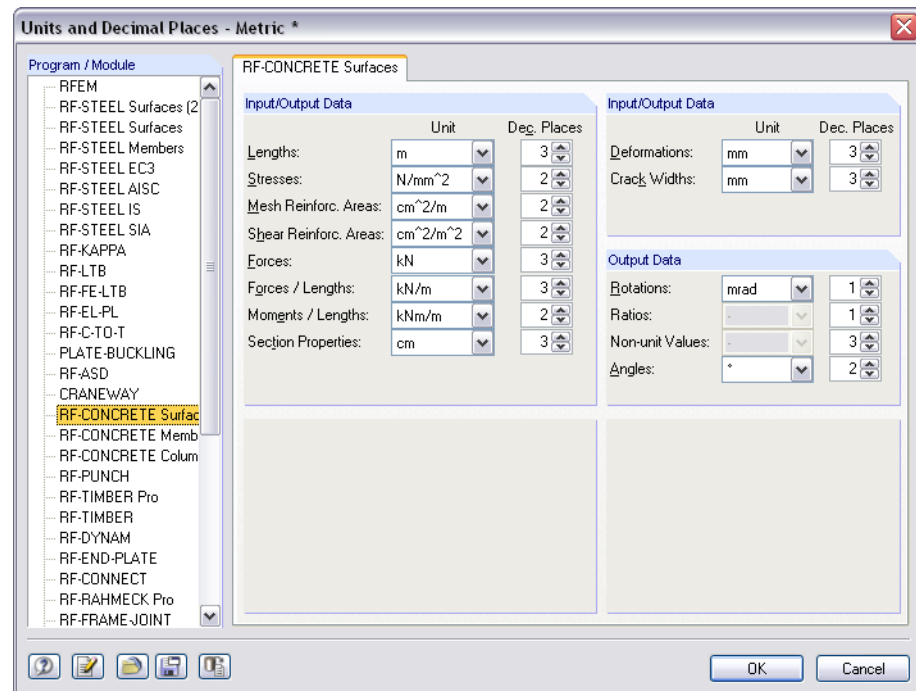 Units and Decimal Places - Metric *
Program / Module
RFEM
RF-STEEL Surfaces (2
RF-STEEL Surfaces
RF-STEEL Members
RF-STEEL EC3
RF-STEEL AISC
RF-STEEL IS
RF-STEEL SIA
RF-KAPPA
RF-LTB
RF-FE-LTB
RF-EL-PL
RF-C-TO-T
PLATE-BUCKLING
RF-ASD
CRANEWAY
RF-CONCRETE Surfac
RF-CONCRETE Memb
RF-CONCRETE Colum
RF-PUNCH
RF-TIMBER Pro
RF-TIMBER
RF-DYNAM
RF-END-PLATE
RF-CONNECT
RF-RAHMECK Pro
RF-FRAME-JOINT
RF-CONCRETE Surfaces
Input/Output Data
Unit Dec. Places
Lengths: m 3
Stresses: N/mm^2 2
Mesh Reinforc. Areas: cm^2/m 2
Shear Reinforc. Areas: cm^2/m^2 2
Forces: kN 3
Forces / Lengths: kN/m 3
Moments / Lengths: kNm/m 2
Section Properties: cm 3
Input/Output Data
Unit Dec. Places
Deformations: mm 3
Crack Widths: mm 3
Output Data
Rotations: mrad 1
Ratios: - 1
Non-unit Values: - 3
Angles: ° 2
OK Cancel